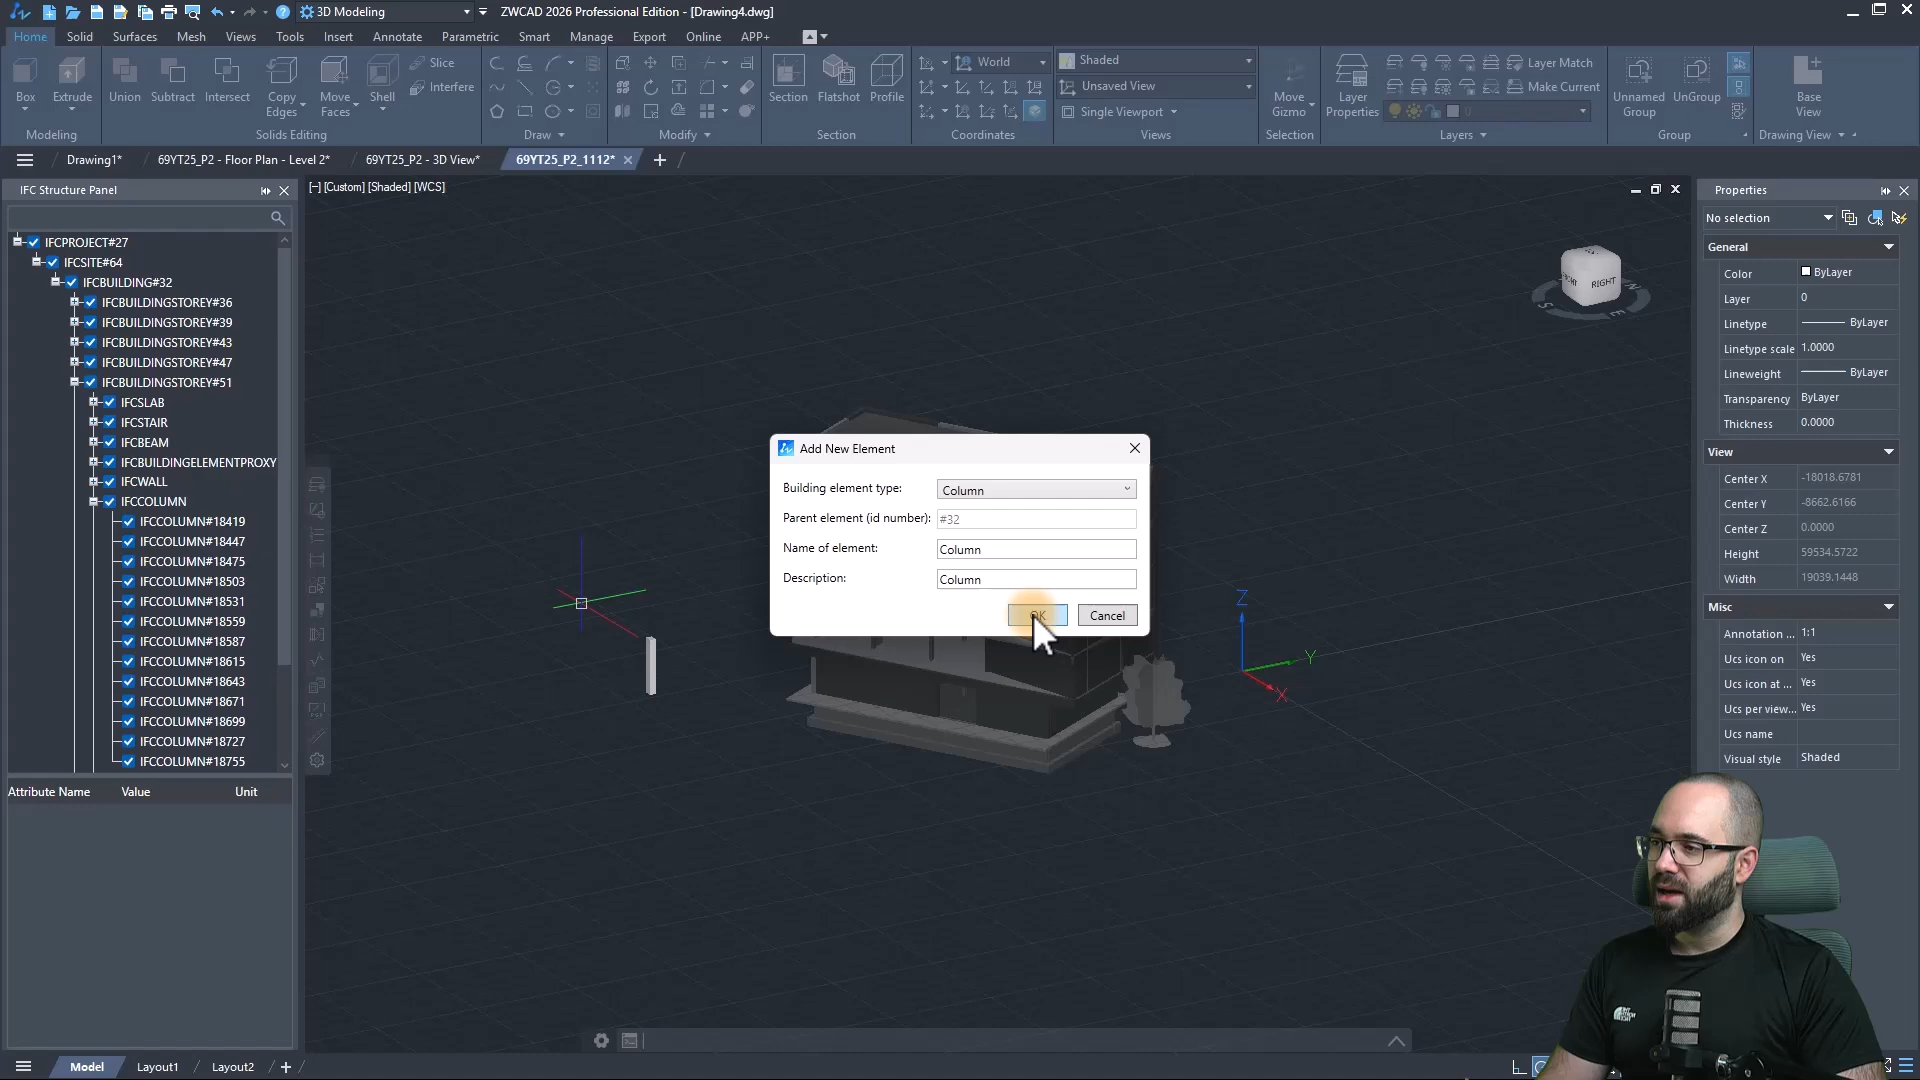 3D Modeling
ZWCAD 2026 Professional Edition - [Drawing4.dwg]
Home Solid Surfaces Mesh Views Tools Insert Annotate Parametric Smart Manage Export Online APP+
Box Extrude Union Subtract Intersect Copy Edges Move Faces Shell Slice Interfere
Section Flatshot Profile
World
Shaded
Unsaved View
Single Viewport
Move Gizmo
Layer Properties
Layer Match
Make Current
0
Unnamed Group
UnGroup
Base View
Modeling Solids Editing Draw Modify Section Coordinates Views Selection Layers Group Drawing View
Drawing1* 69YT25_P2 - Floor Plan - Level 2* 69YT25_P2 - 3D View* 69YT25_P2_1112*
IFC Structure Panel
IFCPROJECT#27
IFCSITE#64
IFCBUILDING#32
IFCBUILDINGSTOREY#36
IFCBUILDINGSTOREY#39
IFCBUILDINGSTOREY#43
IFCBUILDINGSTOREY#47
IFCBUILDINGSTOREY#51
IFCSLAB
IFCSTAIR
IFCBEAM
IFCBUILDINGELEMENTPROXY
IFCWALL
IFCCOLUMN
IFCCOLUMN#18419
IFCCOLUMN#18447
IFCCOLUMN#18475
IFCCOLUMN#18503
IFCCOLUMN#18531
IFCCOLUMN#18559
IFCCOLUMN#18587
IFCCOLUMN#18615
IFCCOLUMN#18643
IFCCOLUMN#18671
IFCCOLUMN#18699
IFCCOLUMN#18727
IFCCOLUMN#18755
Attribute Name Value Unit
[−] [Custom] [Shaded] [WCS]
RIGHT
S E N
Add New Element
Building element type: Column
Parent element (id number): #32
Name of element: Column
Description: Column
OK Cancel
Z
Y
X
Properties
No selection
General
Color ByLayer
Layer 0
Linetype ByLayer
Linetype scale 1.0000
Lineweight ByLayer
Transparency ByLayer
Thickness 0.0000
View
Center X -18018.6781
Center Y -8662.6166
Center Z 0.0000
Height 59534.5722
Width 19039.1448
Misc
Annotation ... 1:1
Ucs icon on Yes
Ucs icon at ... Yes
Ucs per view... Yes
Ucs name
Visual style Shaded
Model Layout1 Layout2